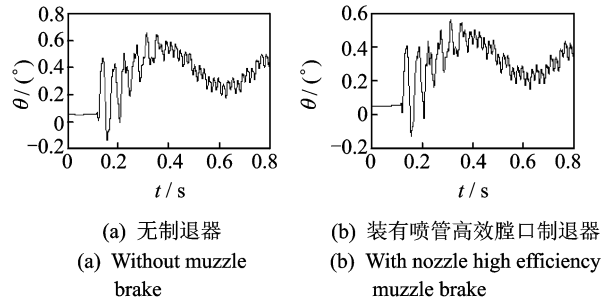 0.8
0.6
0.4
0.2
0
−0.2
θ / (°)
0 0.2 0.4 0.6 0.8
t / s
(a) 无制退器
(a) Without muzzle
brake
0.6
0.4
0.2
0
−0.2
θ / (°)
0 0.2 0.4 0.6 0.8
t / s
(b) 装有喷管高效膛口制退器
(b) With nozzle high efficiency
muzzle brake